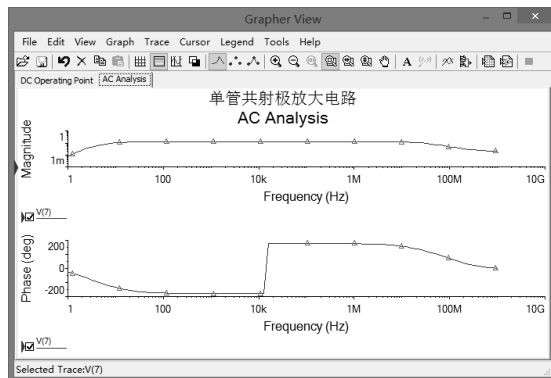 Grapher View
File Edit View Graph Trace Cursor Legend Tools Help
DC Operating Point AC Analysis
单管共射极放大电路
AC Analysis
Magnitude
1
1m
1 100 10k 1M 100M 10G
Frequency (Hz)
V(7)
Phase (deg)
200
0
-200
1 100 10k 1M 100M 10G
Frequency (Hz)
V(7)
Selected Trace:V(7)